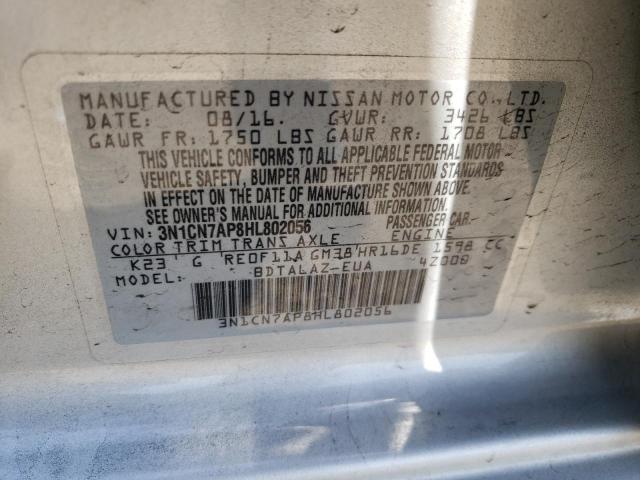 MANUFACTURED BY NISSAN MOTOR CO.,LTD.
DATE: 08/16. GVWR: 3426 LBS
GAWR FR: 1750 LBS GAWR RR: 1708 LBS
THIS VEHICLE CONFORMS TO ALL APPLICABLE FEDERAL MOTOR
VEHICLE SAFETY, BUMPER AND THEFT PREVENTION STANDARDS
IN EFFECT ON THE DATE OF MANUFACTURE SHOWN ABOVE.
SEE OWNER'S MANUAL FOR ADDITIONAL INFORMATION.
VIN: 3N1CN7AP8HL802056 PASSENGER CAR
COLOR TRIM TRANS AXLE ENGINE
K23 G RE0F11A GM38 HR16DE 1598 CC
MODEL: BDTALAZ-EUA 4Z000
3N1CN7AP8HL802056